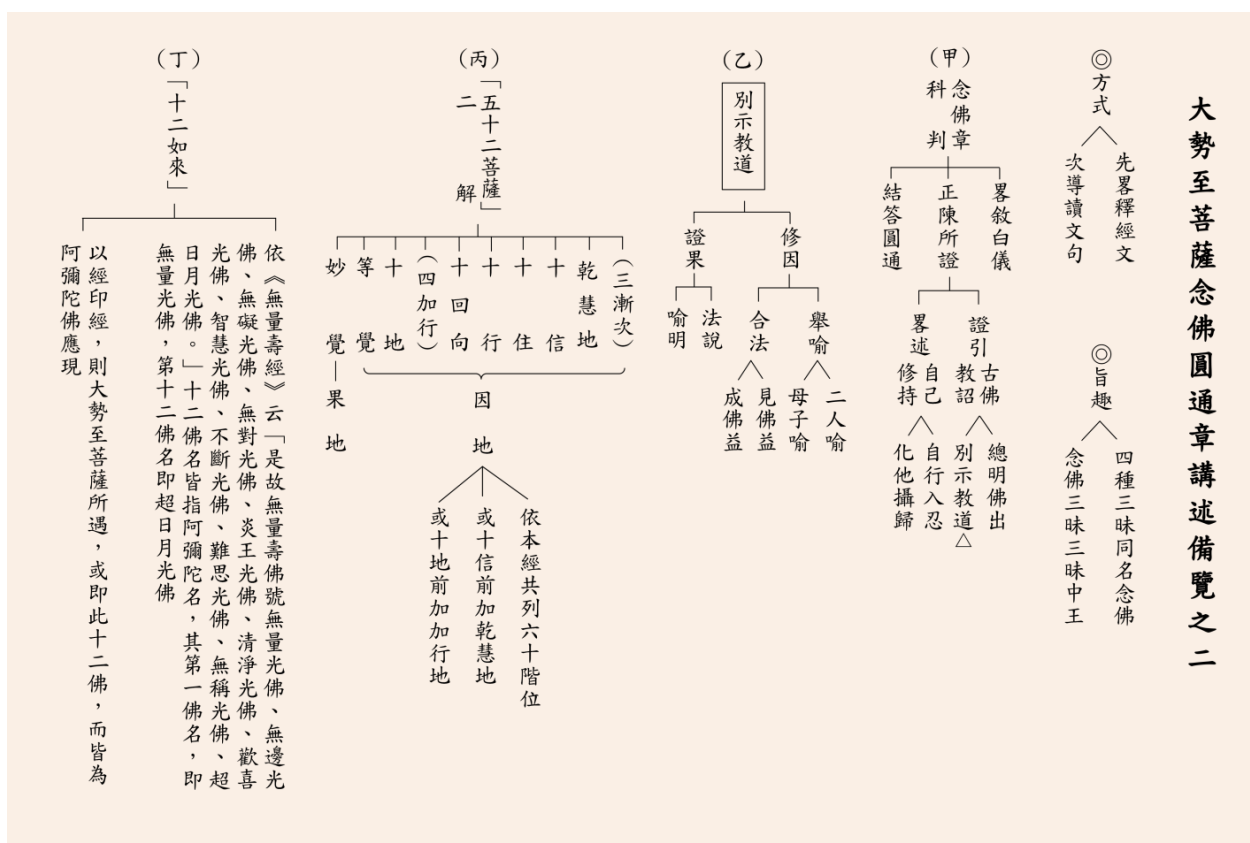 大勢至菩薩念佛圓通章講述備覽之二
◎方式
先畧釋經文
次導讀文句
◎旨趣
四種三昧同名念佛
念佛三昧三昧中王
（甲）
念佛章
科判
畧敘白儀
正陳所證
結答圓通
證引
古佛
教詔
總明佛出
別示教道△
畧述
自己
修持
自行入忍
化他攝歸
（乙）
別示教道
修因
舉喻
二人喻
母子喻
合法
見佛益
成佛益
證果
法說
喻明
（丙）
「五十二菩薩」
二解
（三漸次）
乾慧地
十信
十住
十行
十回向
（四加行）
十地
等覺
妙覺
因地
果地
依本經共列六十階位
或十信前加乾慧地
或十地前加加行地
（丁）
「十二如來」
依《無量壽經》云「是故無量壽佛號無量光佛、無邊光
佛、無礙光佛、無對光佛、炎王光佛、清淨光佛、歡喜
光佛、智慧光佛、不斷光佛、難思光佛、無稱光佛、超
日月光佛。」十二佛名皆指阿彌陀名，其第一佛名，即
無量光佛，第十二佛名即超日月光佛
以經印經，則大勢至菩薩所遇，或即此十二佛，而皆為
阿彌陀佛應現